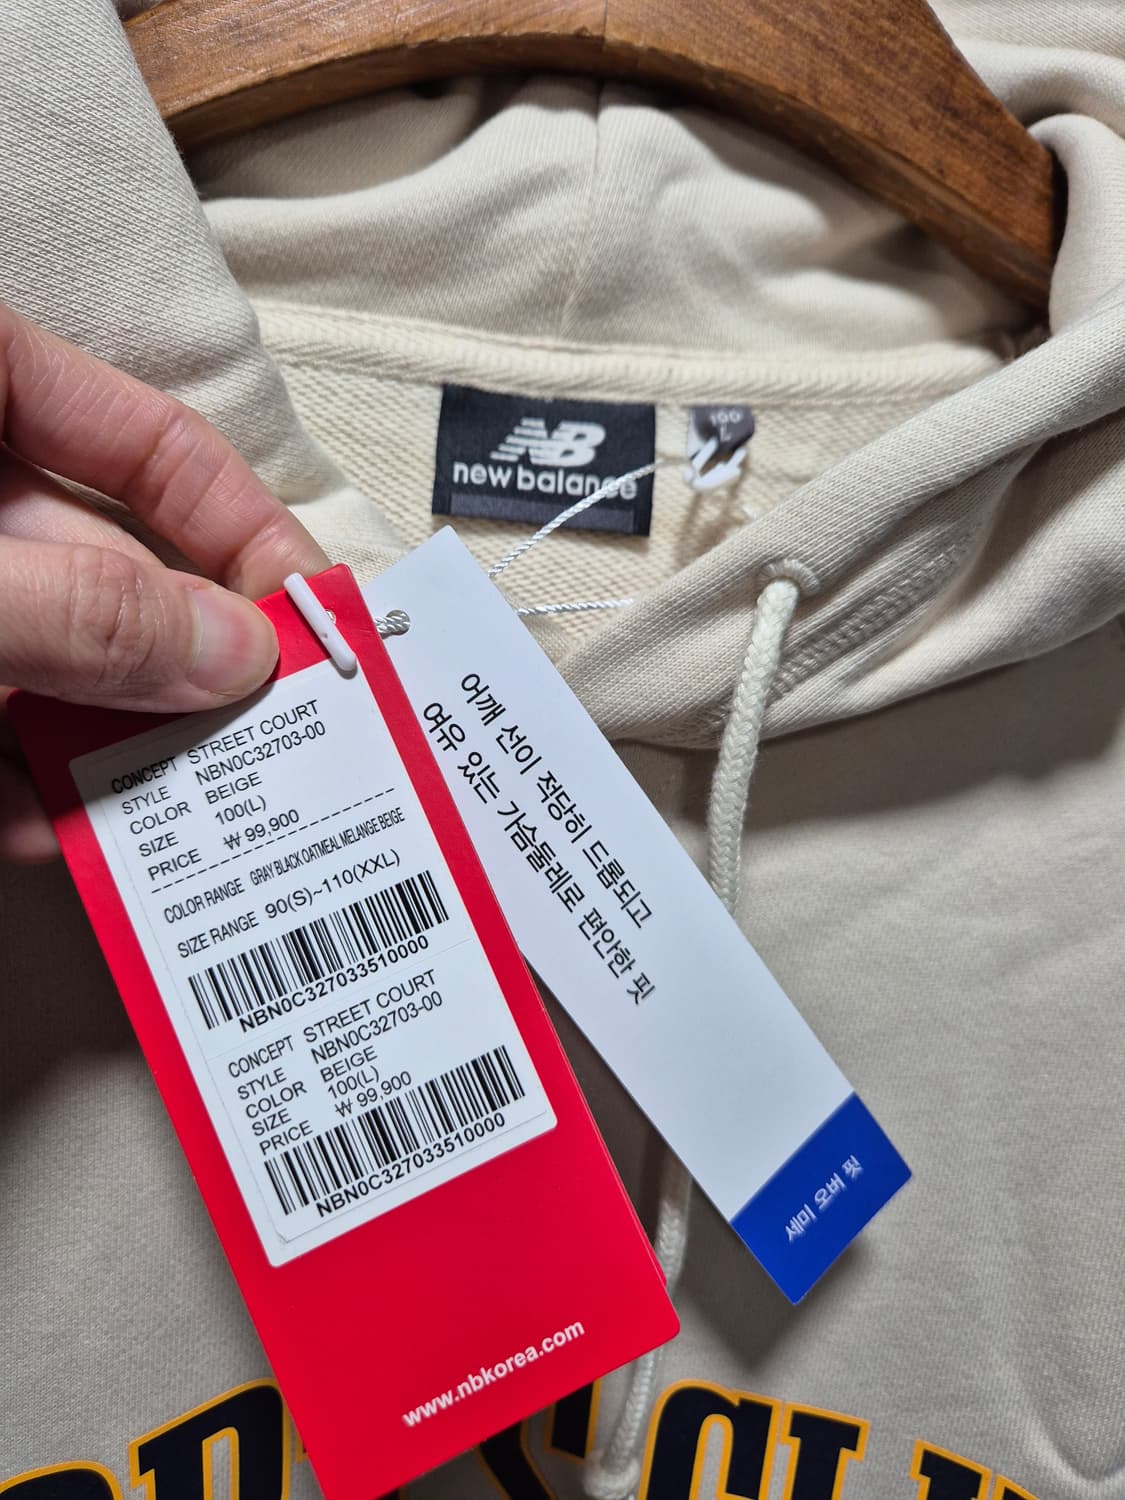 NB
new balance
100
L
어깨 선이 적당히 드롭되고
여유 있는 가슴둘레로 편안한 핏
세미 오버 핏
CONCEPT STREET COURT
STYLE NBN0C32703-00
COLOR BEIGE
SIZE 100(L)
PRICE ₩ 99,900
COLOR RANGE GRAY BLACK OATMEAL MELANGE BEIGE
SIZE RANGE 90(S)~110(XXL)
NBN0C327033510000
CONCEPT STREET COURT
STYLE NBN0C32703-00
COLOR BEIGE
SIZE 100(L)
PRICE ₩ 99,900
NBN0C327033510000
www.nbkorea.com